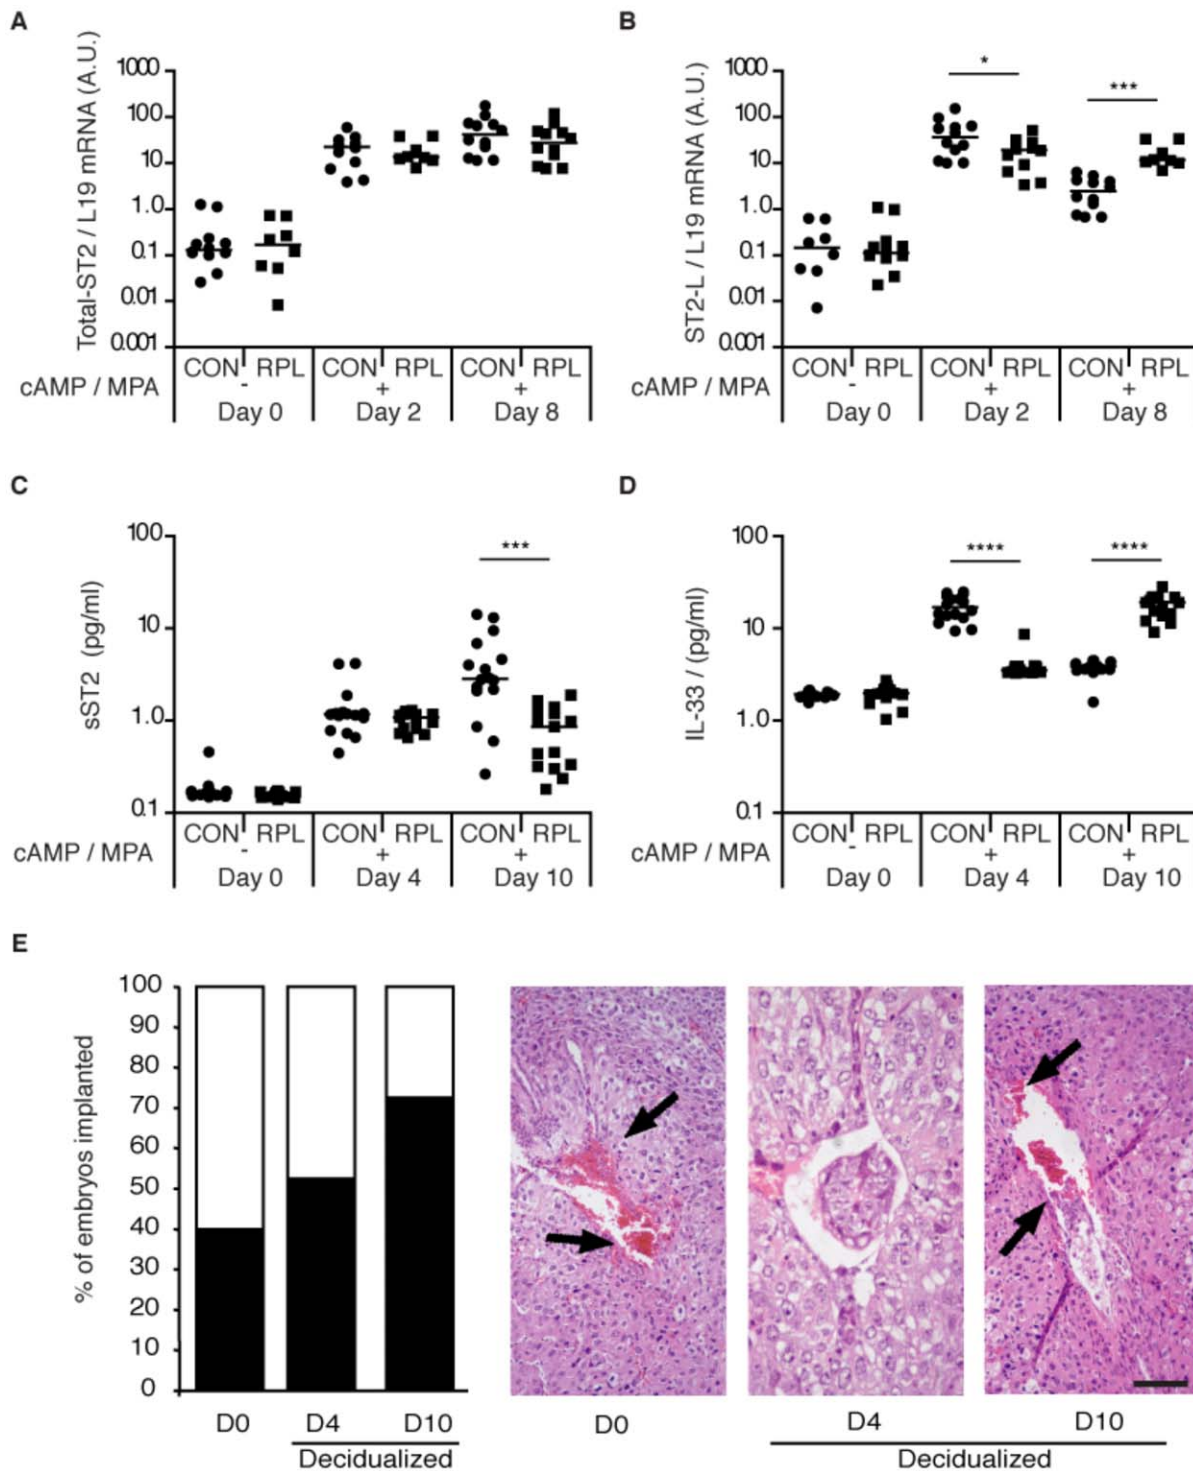 A
Total-ST2 / L19 mRNA (A.U.)
1000
100
10
1.0
0.1
0.01
0.001
CON RPL CON RPL CON RPL
cAMP / MPA - + +
Day 0 Day 2 Day 8
B
ST2-L / L19 mRNA (A.U.)
1000
100
10
1.0
0.1
0.01
0.001
*
***
CON RPL CON RPL CON RPL
cAMP / MPA - + +
Day 0 Day 2 Day 8
C
sST2 (pg/ml)
100
10
1.0
0.1
***
CON RPL CON RPL CON RPL
cAMP / MPA - + +
Day 0 Day 4 Day 10
D
IL-33 / (pg/ml)
100
10
1.0
0.1
**** ****
CON RPL CON RPL CON RPL
cAMP / MPA - + +
Day 0 Day 4 Day 10
E
% of embryos implanted
100
90
80
70
60
50
40
30
20
10
0
D0 D4 D10
Decidualized
D0 D4 D10
Decidualized